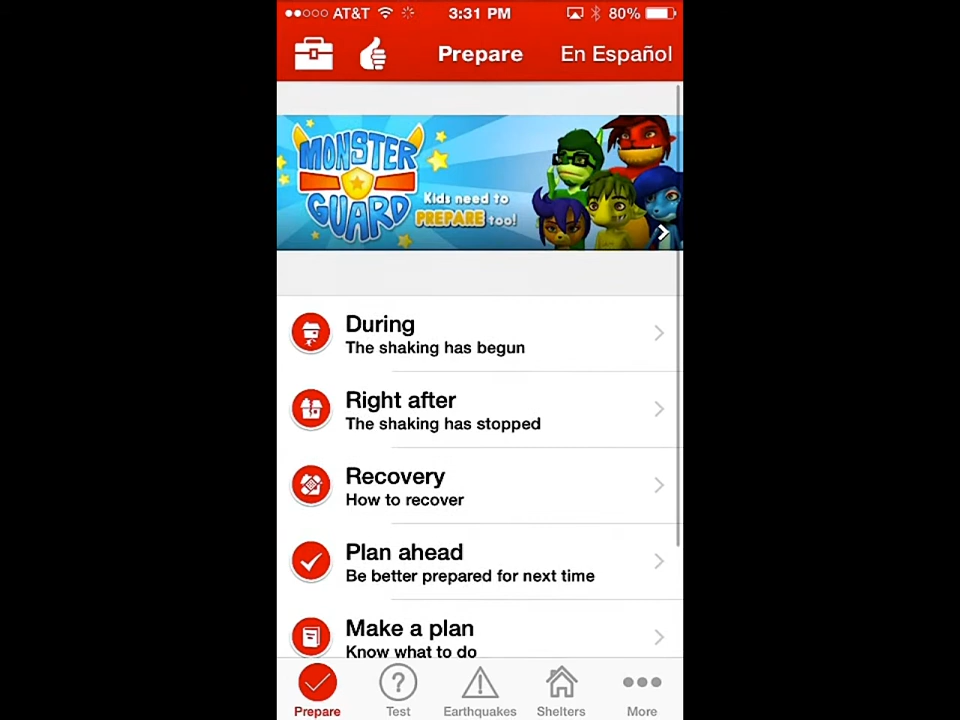 AT&T 3:31 PM 80%
Prepare En Español
MONSTER
GUARD
Kids need to
PREPARE too!
During
The shaking has begun
Right after
The shaking has stopped
Recovery
How to recover
Plan ahead
Be better prepared for next time
Make a plan
Know what to do
Prepare Test Earthquakes Shelters More